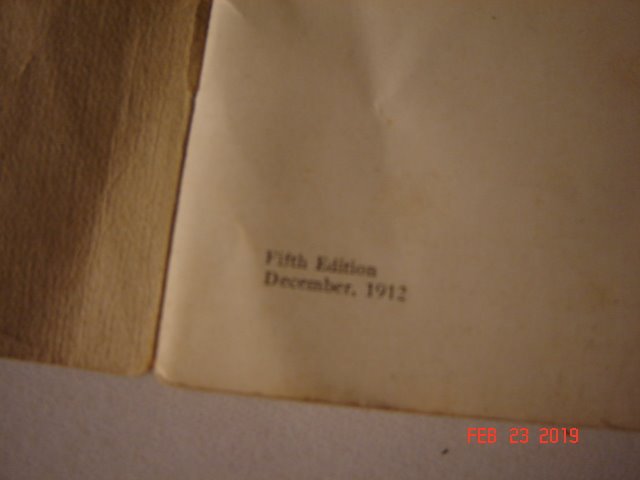 Fifth Edition
December, 1912
FEB 23 2019